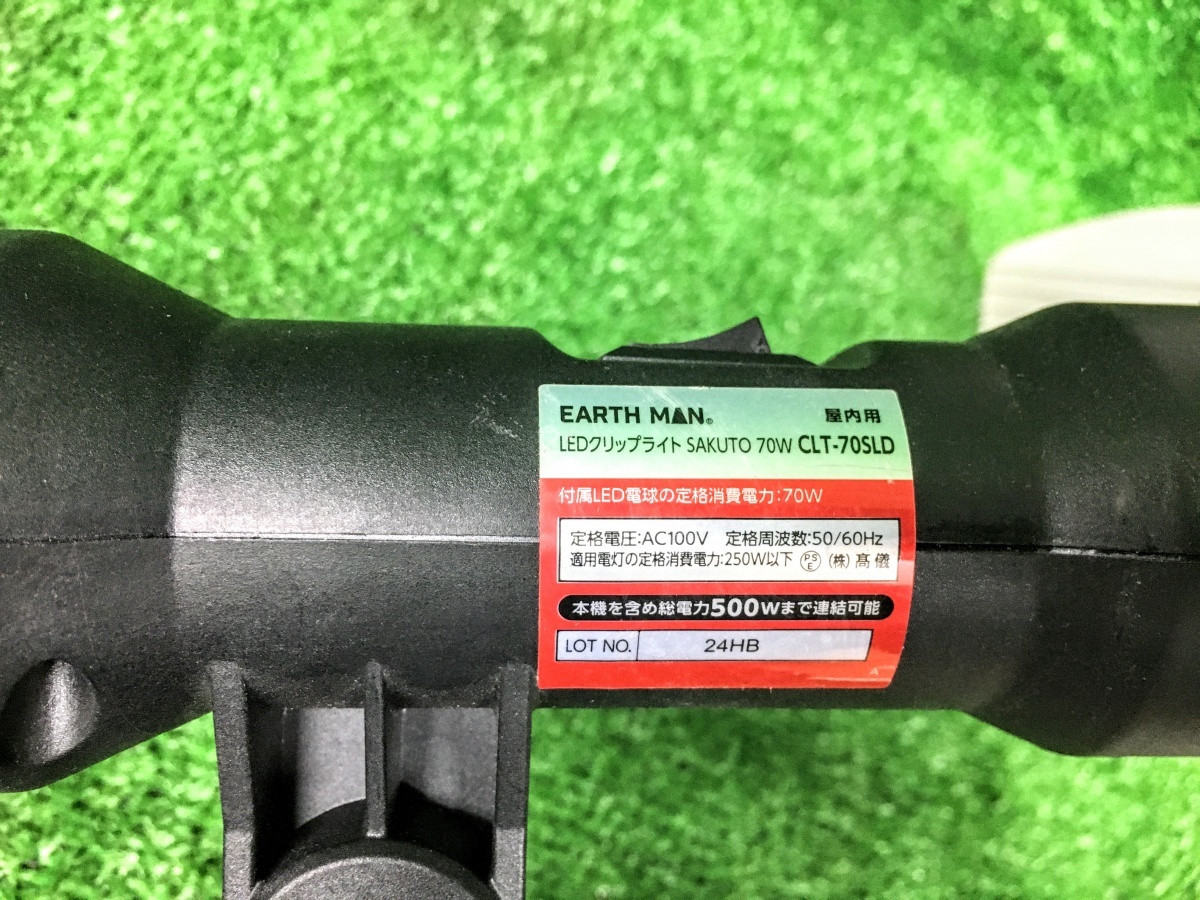 EARTH MAN® 屋内用
LEDクリップライト SAKUTO 70W CLT-70SLD
付属LED電球の定格消費電力:70W
定格電圧:AC100V 定格周波数:50/60Hz
適用電灯の定格消費電力:250W以下 PSE (株)髙儀
本機を含め総電力500Wまで連結可能
LOT NO. 24HB
A